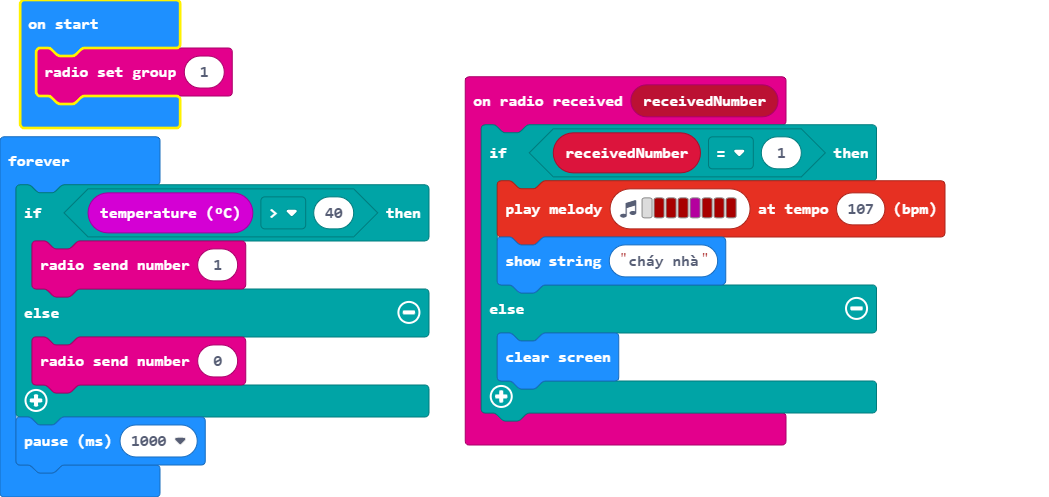 on start
radio set group 1
forever
if temperature (ºC) > 40 then
radio send number 1
else
radio send number 0
pause (ms) 1000
on radio received receivedNumber
if receivedNumber = 1 then
play melody at tempo 107 (bpm)
show string "cháy nhà"
else
clear screen